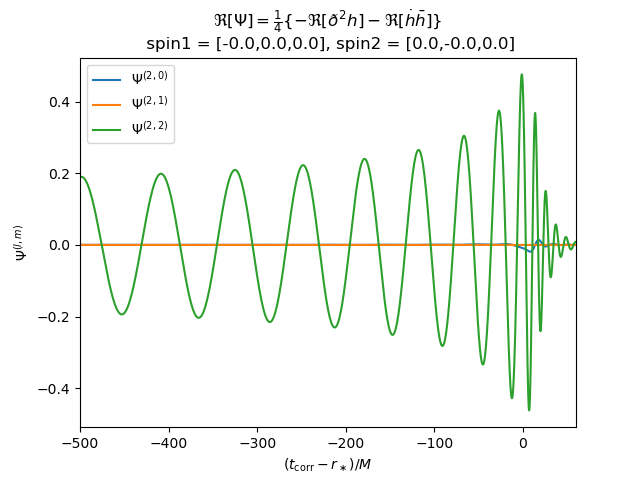 ℜ[Ψ] = 1/4{−ℜ[ð²h] − ℜ[ḣh̄]}
spin1 = [-0.0,0.0,0.0], spin2 = [0.0,-0.0,0.0]
Ψ^(2,0)
Ψ^(2,1)
Ψ^(2,2)
Ψ^(l,m)
0.4
0.2
0.0
−0.2
−0.4
−500 −400 −300 −200 −100 0
(t_corr − r_*)/M